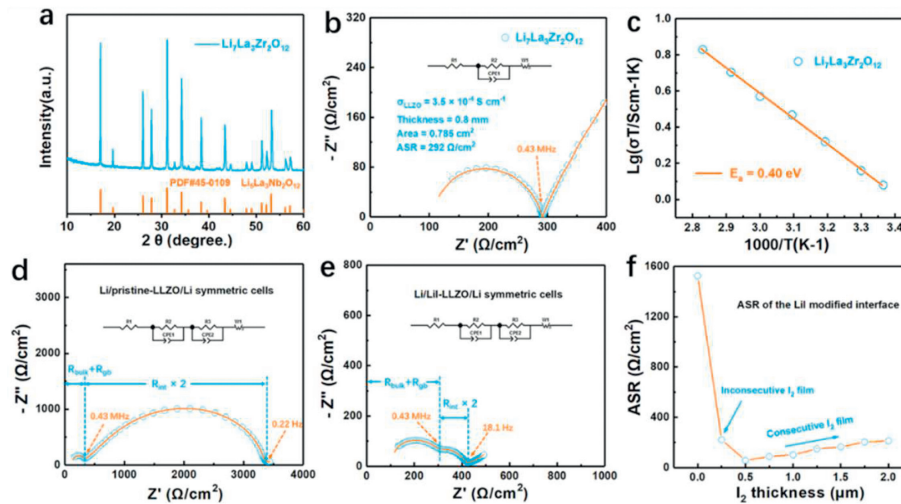 a
Intensity(a.u.)
Li₇La₃Zr₂O₁₂
PDF#45-0109 Li₅La₃Nb₂O₁₂
10 20 30 40 50 60
2 θ (degree.)
b
- Z'' (Ω/cm²)
320
240
160
80
0
Li₇La₃Zr₂O₁₂
R1 R2 W1
CPE1
σLLZO = 3.5 × 10⁻⁴ S cm⁻¹
Thickness = 0.8 mm
Area = 0.785 cm²
ASR = 292 Ω/cm²
0.43 MHz
0 100 200 300 400
Z' (Ω/cm²)
c
Lg(σT/Scm-1K)
1.0
0.8
0.6
0.4
0.2
0.0
Li₇La₃Zr₂O₁₂
Eₐ = 0.40 eV
2.8 2.9 3.0 3.1 3.2 3.3 3.4
1000/T(K-1)
d
- Z'' (Ω/cm²)
3000
2000
1000
0
Li/pristine-LLZO/Li symmetric cells
R1 R2 R3 W1
CPE1 CPE2
Rbulk+Rgb
Rint × 2
0.43 MHz
0.22 Hz
0 1000 2000 3000 4000
Z' (Ω/cm²)
e
- Z'' (Ω/cm²)
800
600
400
200
0
Li/LiI-LLZO/Li symmetric cells
R1 R2 R3 W1
CPE1 CPE2
Rbulk+Rgb
Rint × 2
0.43 MHz
18.1 Hz
0 200 400 600 800
Z' (Ω/cm²)
f
ASR (Ω/cm²)
1600
1200
800
400
0
ASR of the LiI modified interface
Inconsecutive I₂ film
Consecutive I₂ film
0.0 0.5 1.0 1.5 2.0
I₂ thickness (μm)